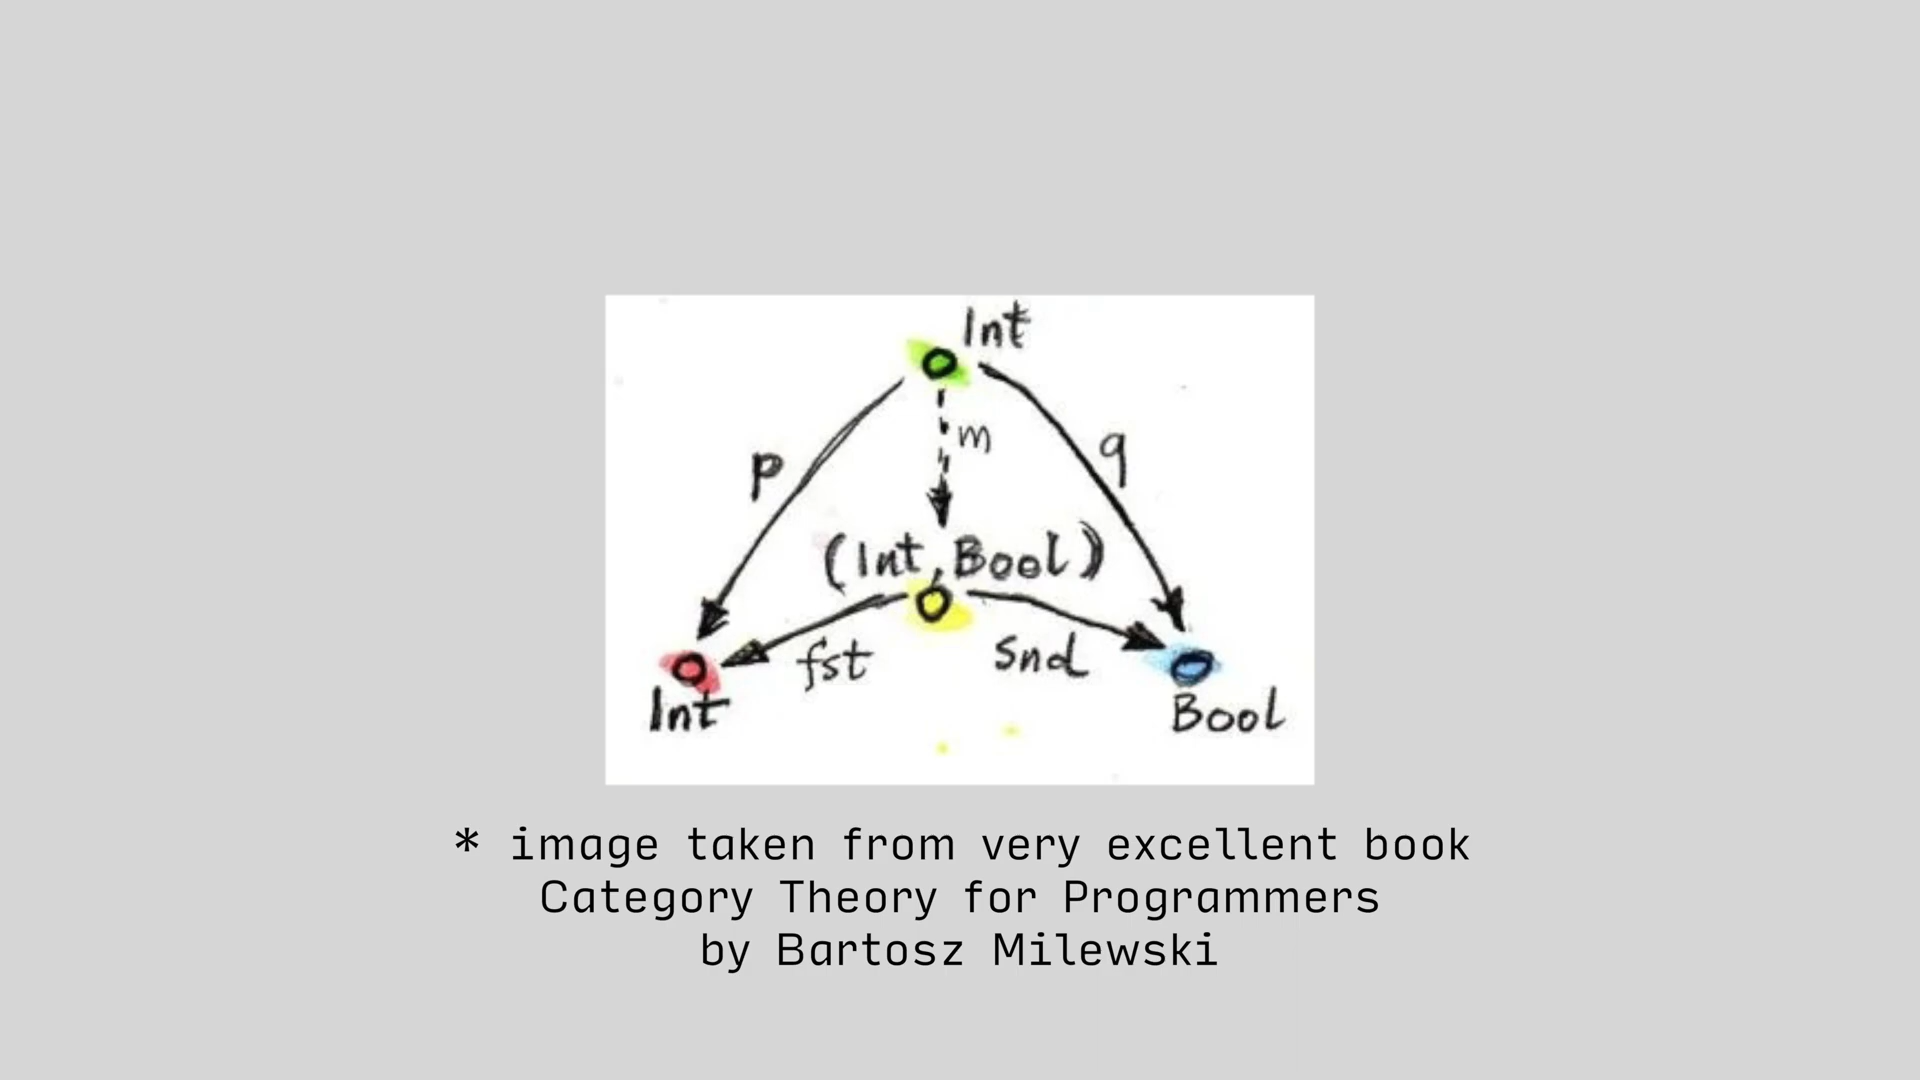 Int
m
p
q
(Int, Bool)
fst
snd
Int
Bool
* image taken from very excellent book
Category Theory for Programmers
by Bartosz Milewski